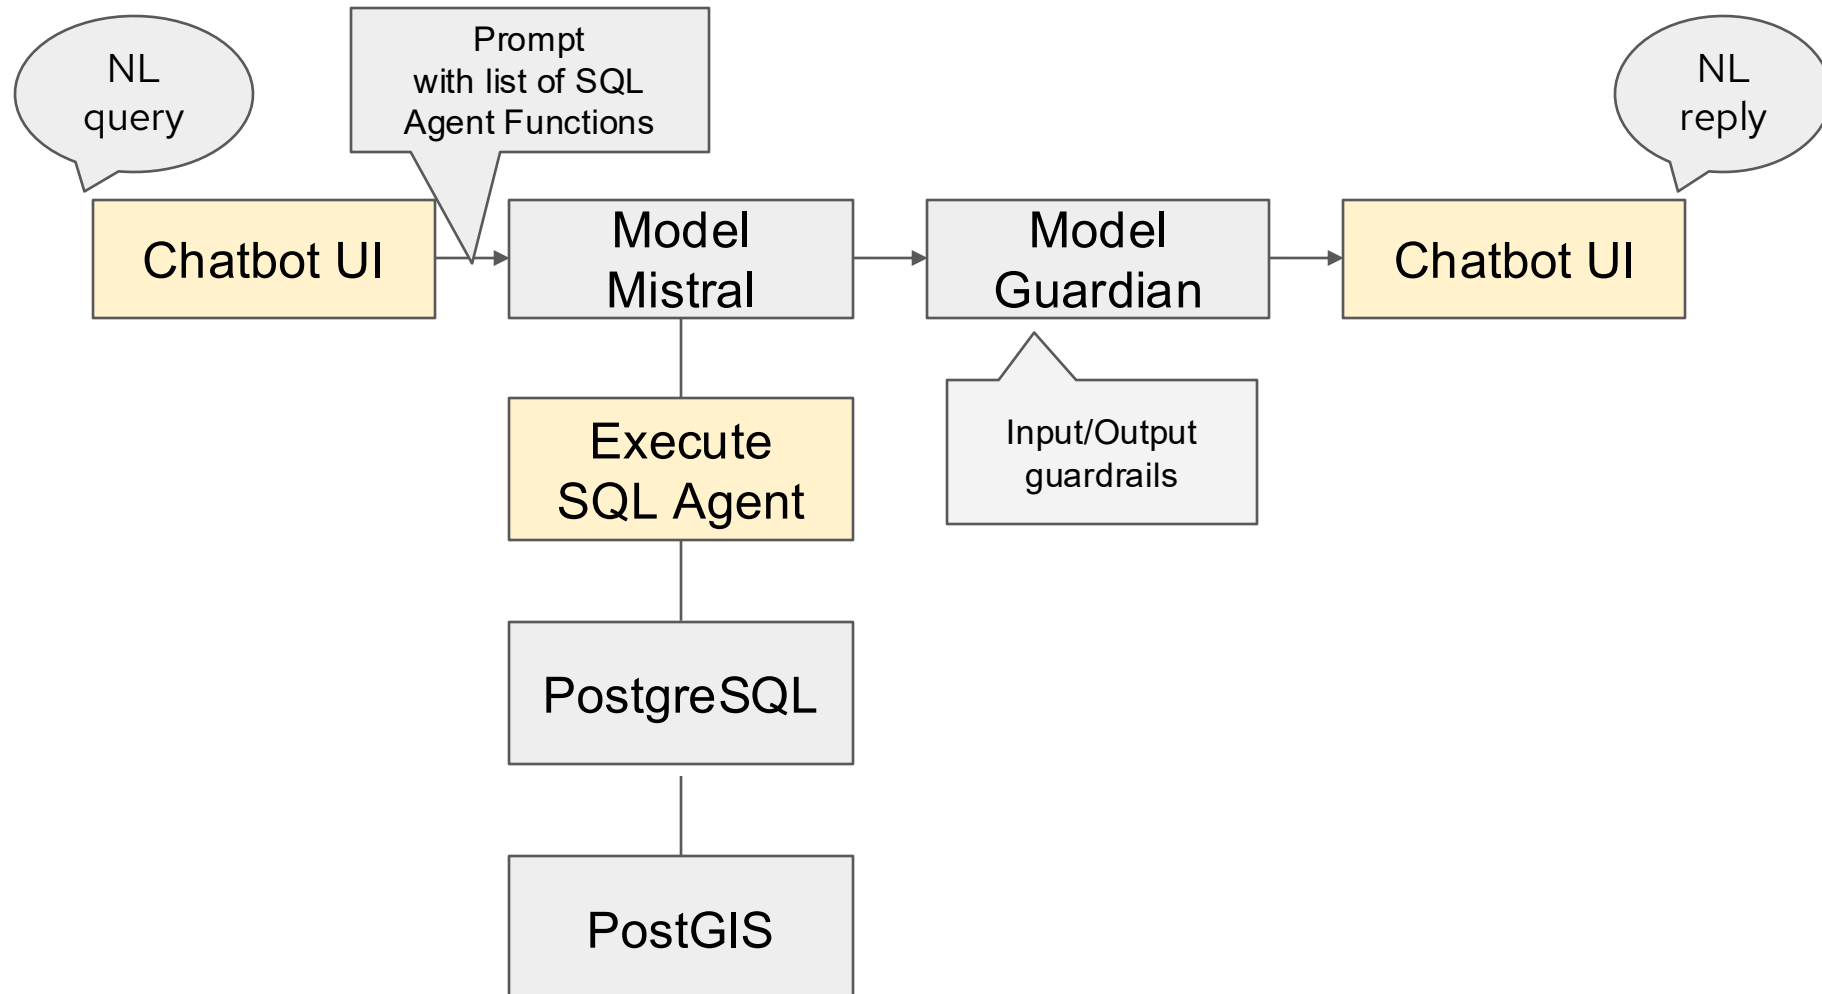 NL
query
Prompt
with list of SQL
Agent Functions
NL
reply
Chatbot UI
Model
Mistral
Model
Guardian
Chatbot UI
Execute
SQL Agent
Input/Output
guardrails
PostgreSQL
PostGIS